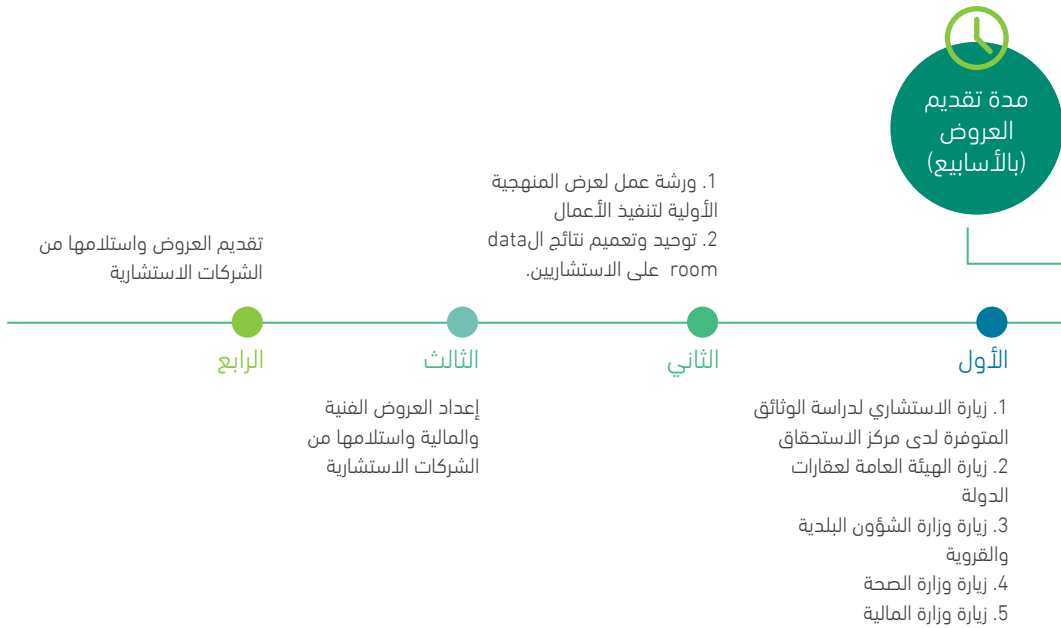 مدة تقديم
العروض
(بالأسابيع)
الأول
1. زيارة الاستشاري لدراسة الوثائق
المتوفرة لدى مركز الاستحقاق
2. زيارة الهيئة العامة لعقارات
الدولة
3. زيارة وزارة الشؤون البلدية
والقروية
4. زيارة وزارة الصحة
5. زيارة وزارة المالية
1. ورشة عمل لعرض المنهجية
الأولية لتنفيذ الأعمال
2. توحيد وتعميم نتائج الdata
room على الاستشاريين.
الثاني
الثالث
إعداد العروض الفنية
والمالية واستلامها من
الشركات الاستشارية
تقديم العروض واستلامها من
الشركات الاستشارية
الرابع